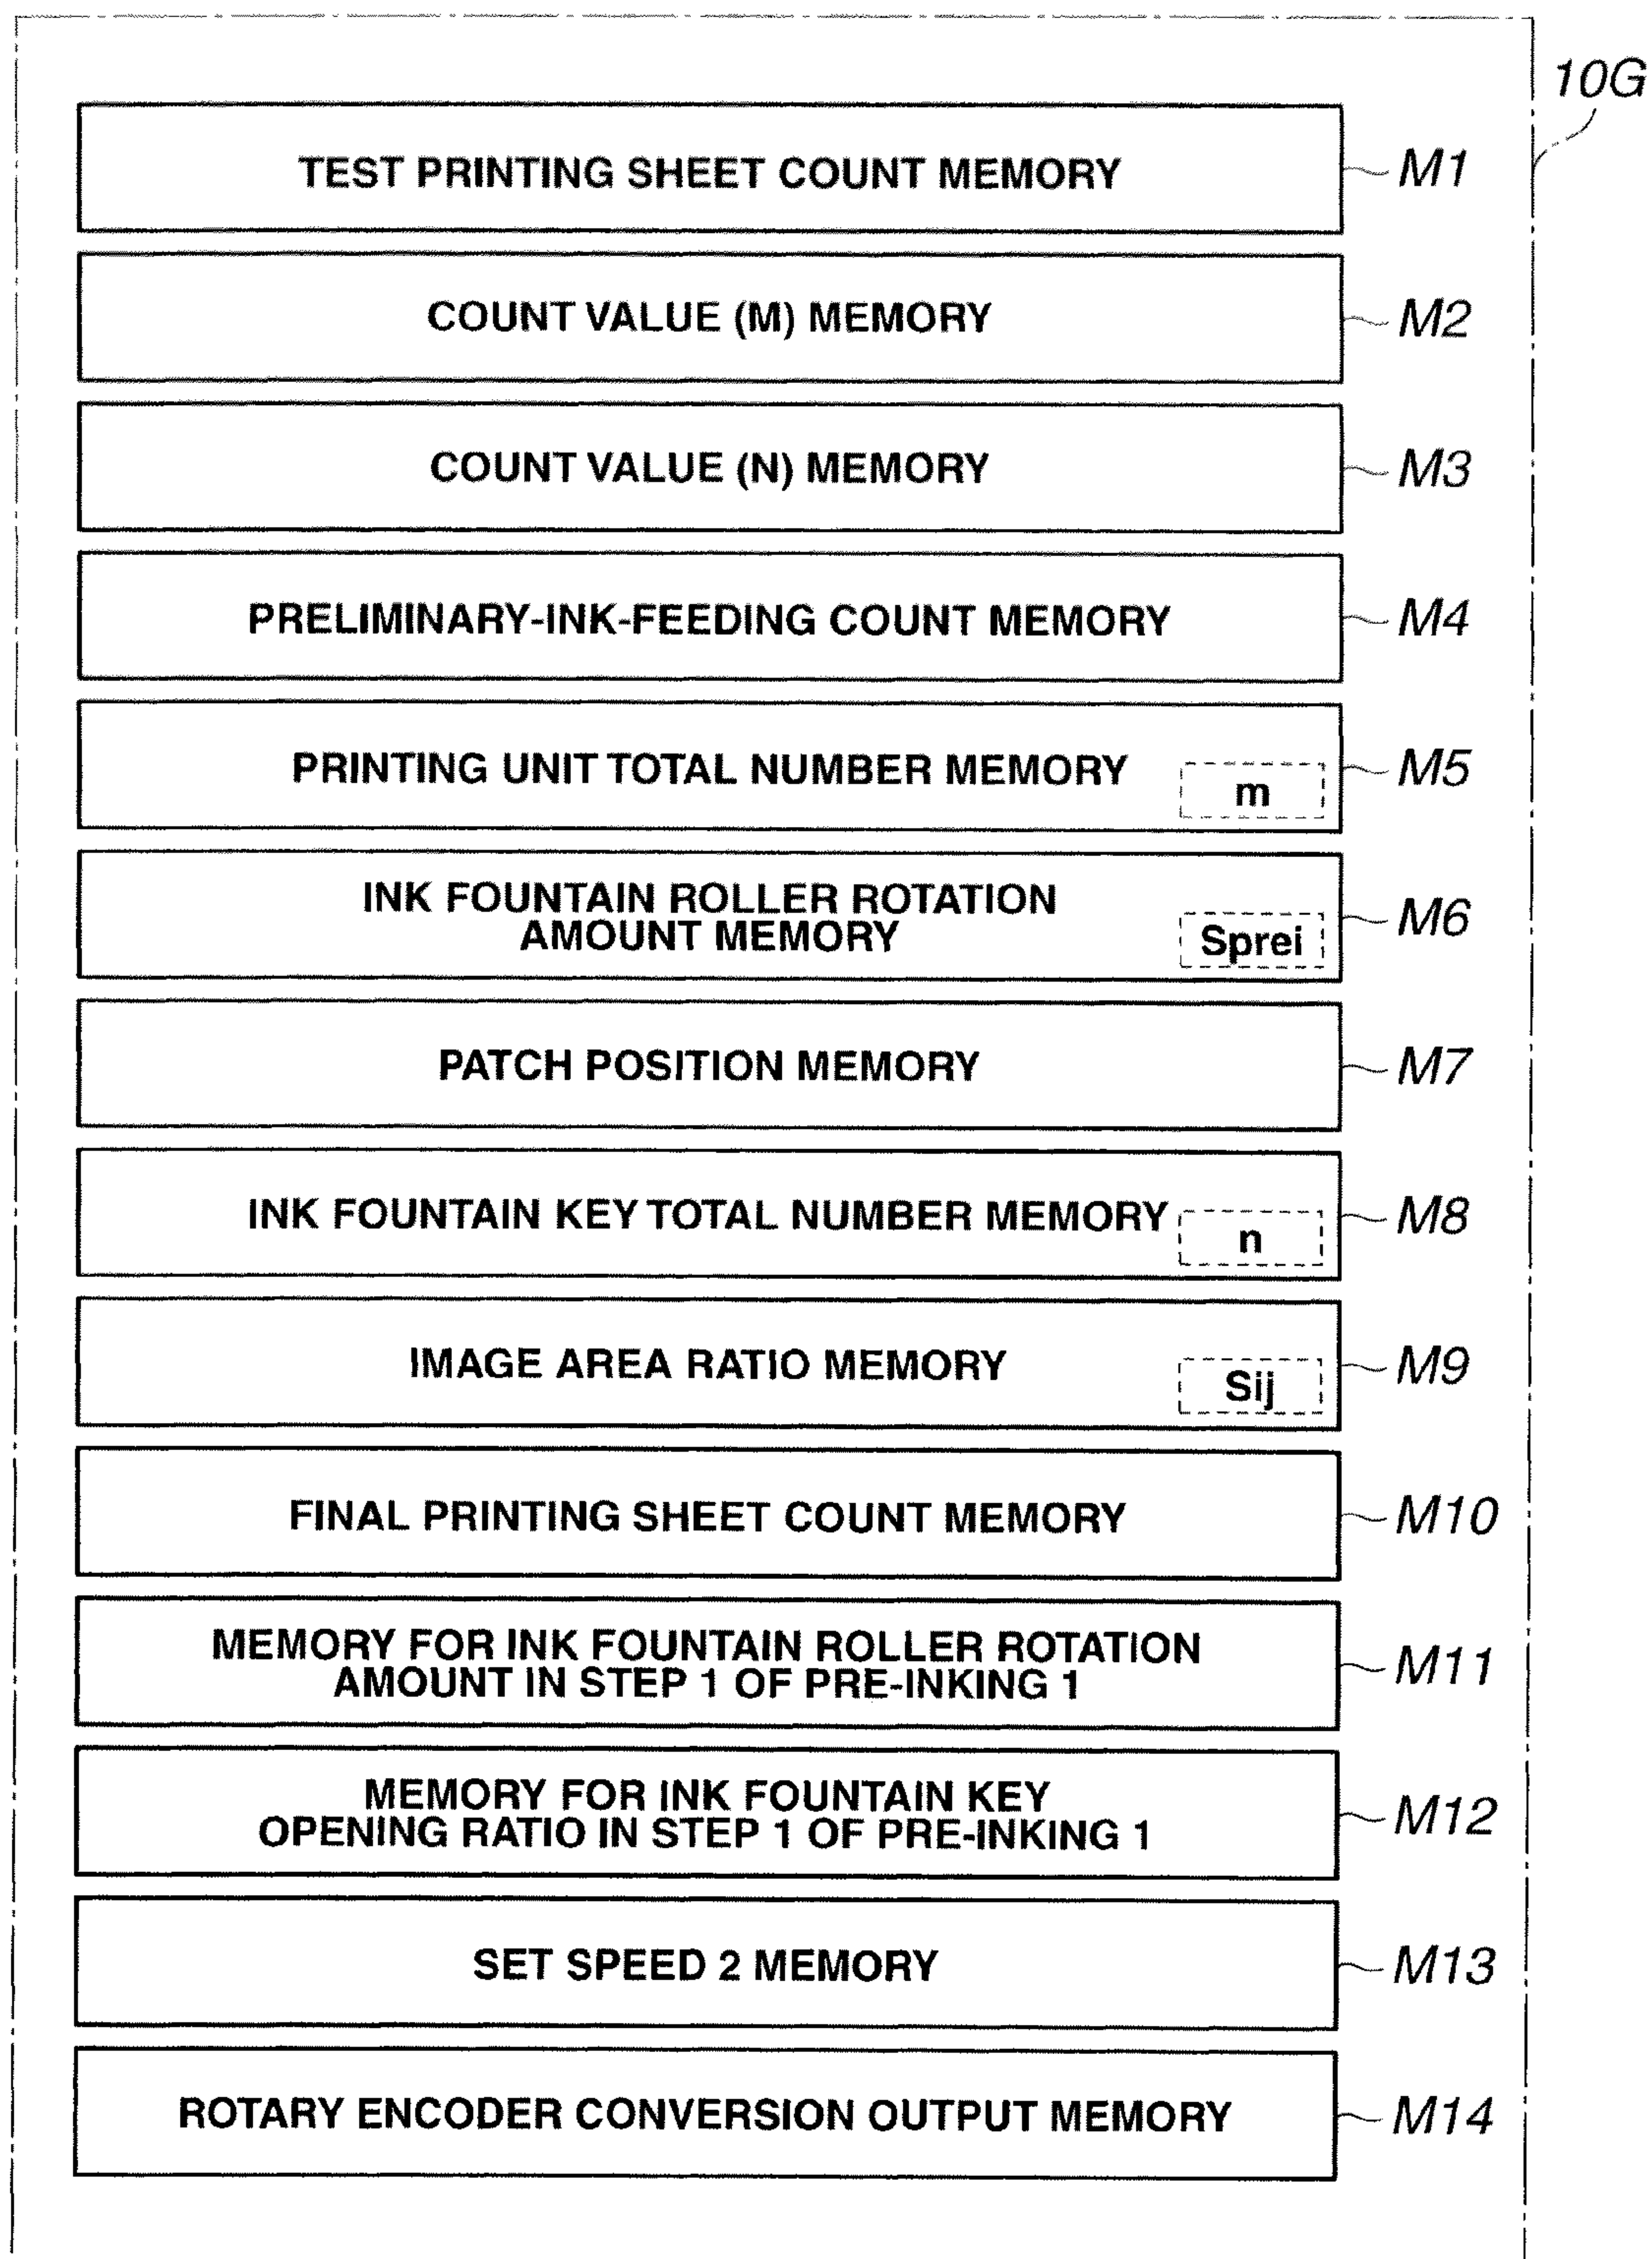 10G
TEST PRINTING SHEET COUNT MEMORY
M1
COUNT VALUE (M) MEMORY
M2
COUNT VALUE (N) MEMORY
M3
PRELIMINARY-INK-FEEDING COUNT MEMORY
M4
PRINTING UNIT TOTAL NUMBER MEMORY
m
M5
INK FOUNTAIN ROLLER ROTATION
AMOUNT MEMORY
Sprei
M6
PATCH POSITION MEMORY
M7
INK FOUNTAIN KEY TOTAL NUMBER MEMORY
n
M8
IMAGE AREA RATIO MEMORY
Sij
M9
FINAL PRINTING SHEET COUNT MEMORY
M10
MEMORY FOR INK FOUNTAIN ROLLER ROTATION
AMOUNT IN STEP 1 OF PRE-INKING 1
M11
MEMORY FOR INK FOUNTAIN KEY
OPENING RATIO IN STEP 1 OF PRE-INKING 1
M12
SET SPEED 2 MEMORY
M13
ROTARY ENCODER CONVERSION OUTPUT MEMORY
M14